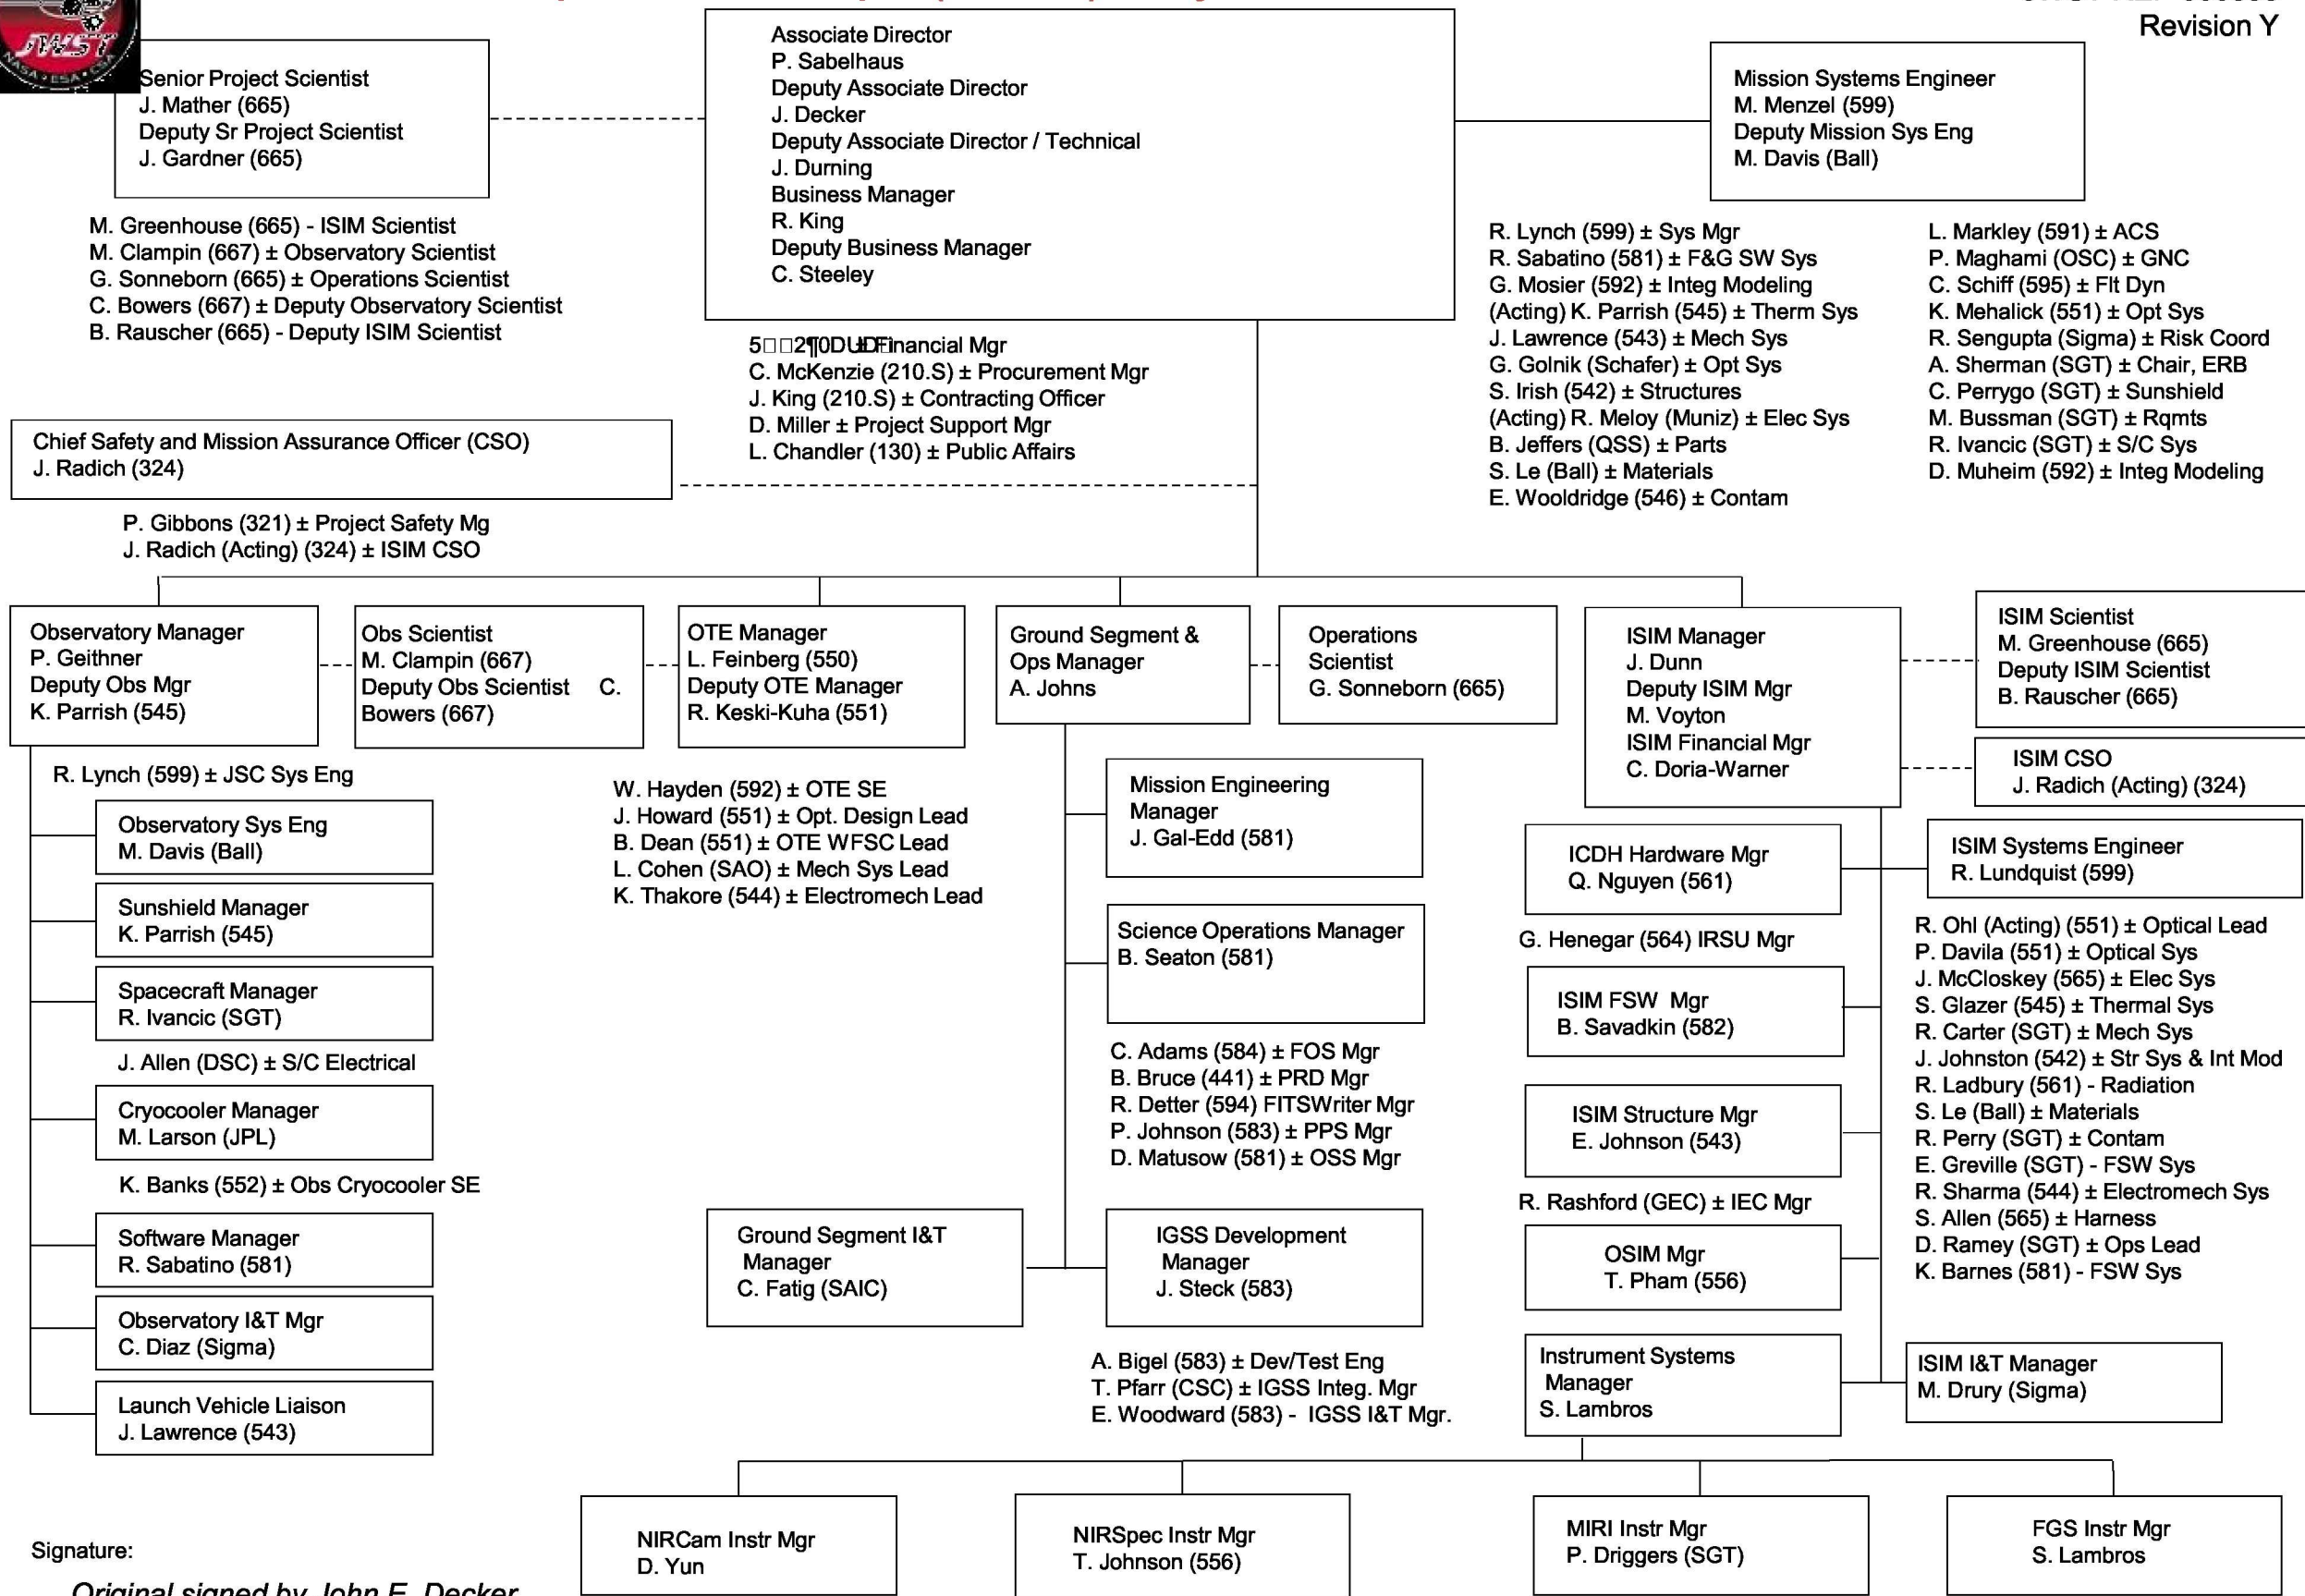 JWST
NASA • ESA • CSA
Revision Y
Senior Project Scientist
J. Mather (665)
Deputy Sr Project Scientist
J. Gardner (665)
Associate Director
P. Sabelhaus
Deputy Associate Director
J. Decker
Deputy Associate Director / Technical
J. Durning
Business Manager
R. King
Deputy Business Manager
C. Steeley
Mission Systems Engineer
M. Menzel (599)
Deputy Mission Sys Eng
M. Davis (Ball)
M. Greenhouse (665) - ISIM Scientist
M. Clampin (667) ± Observatory Scientist
G. Sonneborn (665) ± Operations Scientist
C. Bowers (667) ± Deputy Observatory Scientist
B. Rauscher (665) - Deputy ISIM Scientist
Financial Mgr
C. McKenzie (210.S) ± Procurement Mgr
J. King (210.S) ± Contracting Officer
D. Miller ± Project Support Mgr
L. Chandler (130) ± Public Affairs
R. Lynch (599) ± Sys Mgr
R. Sabatino (581) ± F&G SW Sys
G. Mosier (592) ± Integ Modeling
(Acting) K. Parrish (545) ± Therm Sys
J. Lawrence (543) ± Mech Sys
G. Golnik (Schafer) ± Opt Sys
S. Irish (542) ± Structures
(Acting) R. Meloy (Muniz) ± Elec Sys
B. Jeffers (QSS) ± Parts
S. Le (Ball) ± Materials
E. Wooldridge (546) ± Contam
L. Markley (591) ± ACS
P. Maghami (OSC) ± GNC
C. Schiff (595) ± Flt Dyn
K. Mehalick (551) ± Opt Sys
R. Sengupta (Sigma) ± Risk Coord
A. Sherman (SGT) ± Chair, ERB
C. Perrygo (SGT) ± Sunshield
M. Bussman (SGT) ± Rqmts
R. Ivancic (SGT) ± S/C Sys
D. Muheim (592) ± Integ Modeling
Chief Safety and Mission Assurance Officer (CSO)
J. Radich (324)
P. Gibbons (321) ± Project Safety Mg
J. Radich (Acting) (324) ± ISIM CSO
Observatory Manager
P. Geithner
Deputy Obs Mgr
K. Parrish (545)
Obs Scientist
M. Clampin (667)
Deputy Obs Scientist C.
Bowers (667)
OTE Manager
L. Feinberg (550)
Deputy OTE Manager
R. Keski-Kuha (551)
Ground Segment &
Ops Manager
A. Johns
Operations
Scientist
G. Sonneborn (665)
ISIM Manager
J. Dunn
Deputy ISIM Mgr
M. Voyton
ISIM Financial Mgr
C. Doria-Warner
ISIM Scientist
M. Greenhouse (665)
Deputy ISIM Scientist
B. Rauscher (665)
ISIM CSO
J. Radich (Acting) (324)
R. Lynch (599) ± JSC Sys Eng
Observatory Sys Eng
M. Davis (Ball)
Sunshield Manager
K. Parrish (545)
Spacecraft Manager
R. Ivancic (SGT)
J. Allen (DSC) ± S/C Electrical
Cryocooler Manager
M. Larson (JPL)
K. Banks (552) ± Obs Cryocooler SE
Software Manager
R. Sabatino (581)
Observatory I&T Mgr
C. Diaz (Sigma)
Launch Vehicle Liaison
J. Lawrence (543)
W. Hayden (592) ± OTE SE
J. Howard (551) ± Opt. Design Lead
B. Dean (551) ± OTE WFSC Lead
L. Cohen (SAO) ± Mech Sys Lead
K. Thakore (544) ± Electromech Lead
Mission Engineering
Manager
J. Gal-Edd (581)
Science Operations Manager
B. Seaton (581)
C. Adams (584) ± FOS Mgr
B. Bruce (441) ± PRD Mgr
R. Detter (594) FITSWriter Mgr
P. Johnson (583) ± PPS Mgr
D. Matusow (581) ± OSS Mgr
Ground Segment I&T
Manager
C. Fatig (SAIC)
IGSS Development
Manager
J. Steck (583)
A. Bigel (583) ± Dev/Test Eng
T. Pfarr (CSC) ± IGSS Integ. Mgr
E. Woodward (583) - IGSS I&T Mgr.
ICDH Hardware Mgr
Q. Nguyen (561)
G. Henegar (564) IRSU Mgr
ISIM FSW Mgr
B. Savadkin (582)
ISIM Structure Mgr
E. Johnson (543)
R. Rashford (GEC) ± IEC Mgr
OSIM Mgr
T. Pham (556)
Instrument Systems
Manager
S. Lambros
ISIM Systems Engineer
R. Lundquist (599)
R. Ohl (Acting) (551) ± Optical Lead
P. Davila (551) ± Optical Sys
J. McCloskey (565) ± Elec Sys
S. Glazer (545) ± Thermal Sys
R. Carter (SGT) ± Mech Sys
J. Johnston (542) ± Str Sys & Int Mod
R. Ladbury (561) - Radiation
S. Le (Ball) ± Materials
R. Perry (SGT) ± Contam
E. Greville (SGT) - FSW Sys
R. Sharma (544) ± Electromech Sys
S. Allen (565) ± Harness
D. Ramey (SGT) ± Ops Lead
K. Barnes (581) - FSW Sys
ISIM I&T Manager
M. Drury (Sigma)
NIRCam Instr Mgr
D. Yun
NIRSpec Instr Mgr
T. Johnson (556)
MIRI Instr Mgr
P. Driggers (SGT)
FGS Instr Mgr
S. Lambros
Signature:
Original signed by John E. Decker